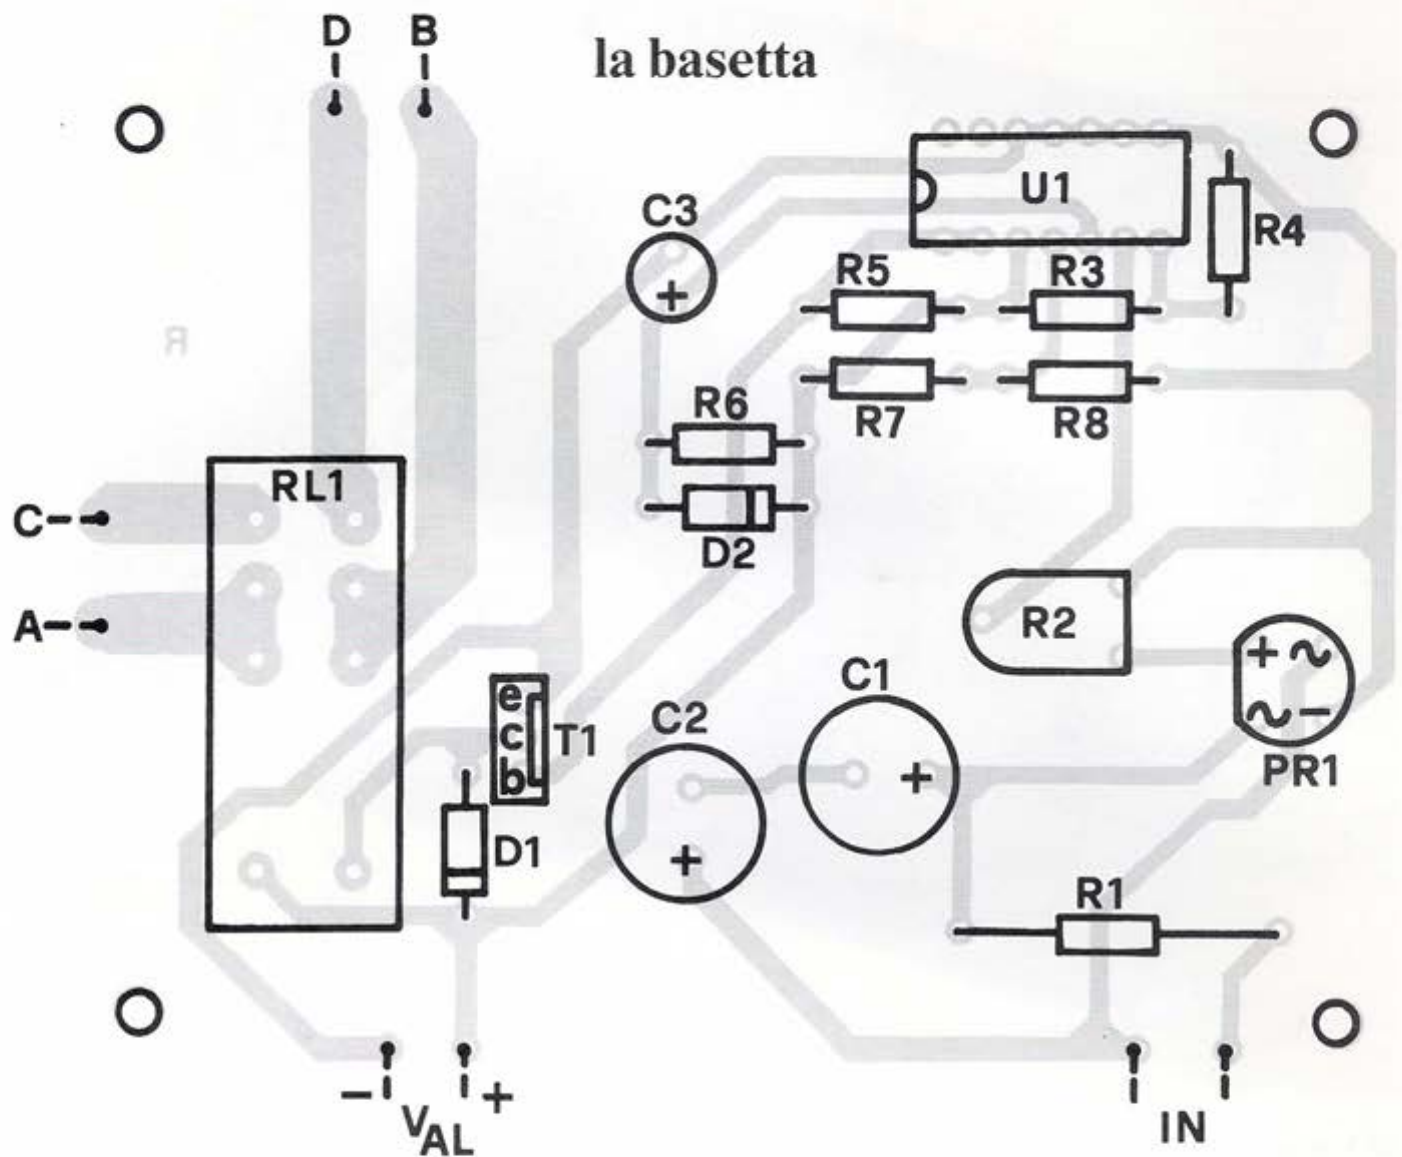 D B
la basetta
U1
C3
R4
R5 R3
+
R6
R7 R8
RL1
C
D2
A
R2
+ ~
C1
e
c T1
b
C2
~ −
PR1
+
D1
+
R1
R
− +
VAL
IN